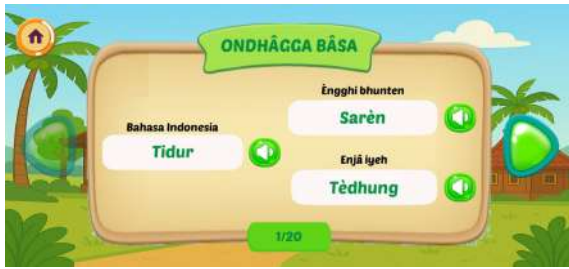 ONDHÂGGA BÂSA
Bahasa Indonesia
Tidur
Èngghi bhunten
Sarèn
Enjâ iyeh
Tèdhung
1/20